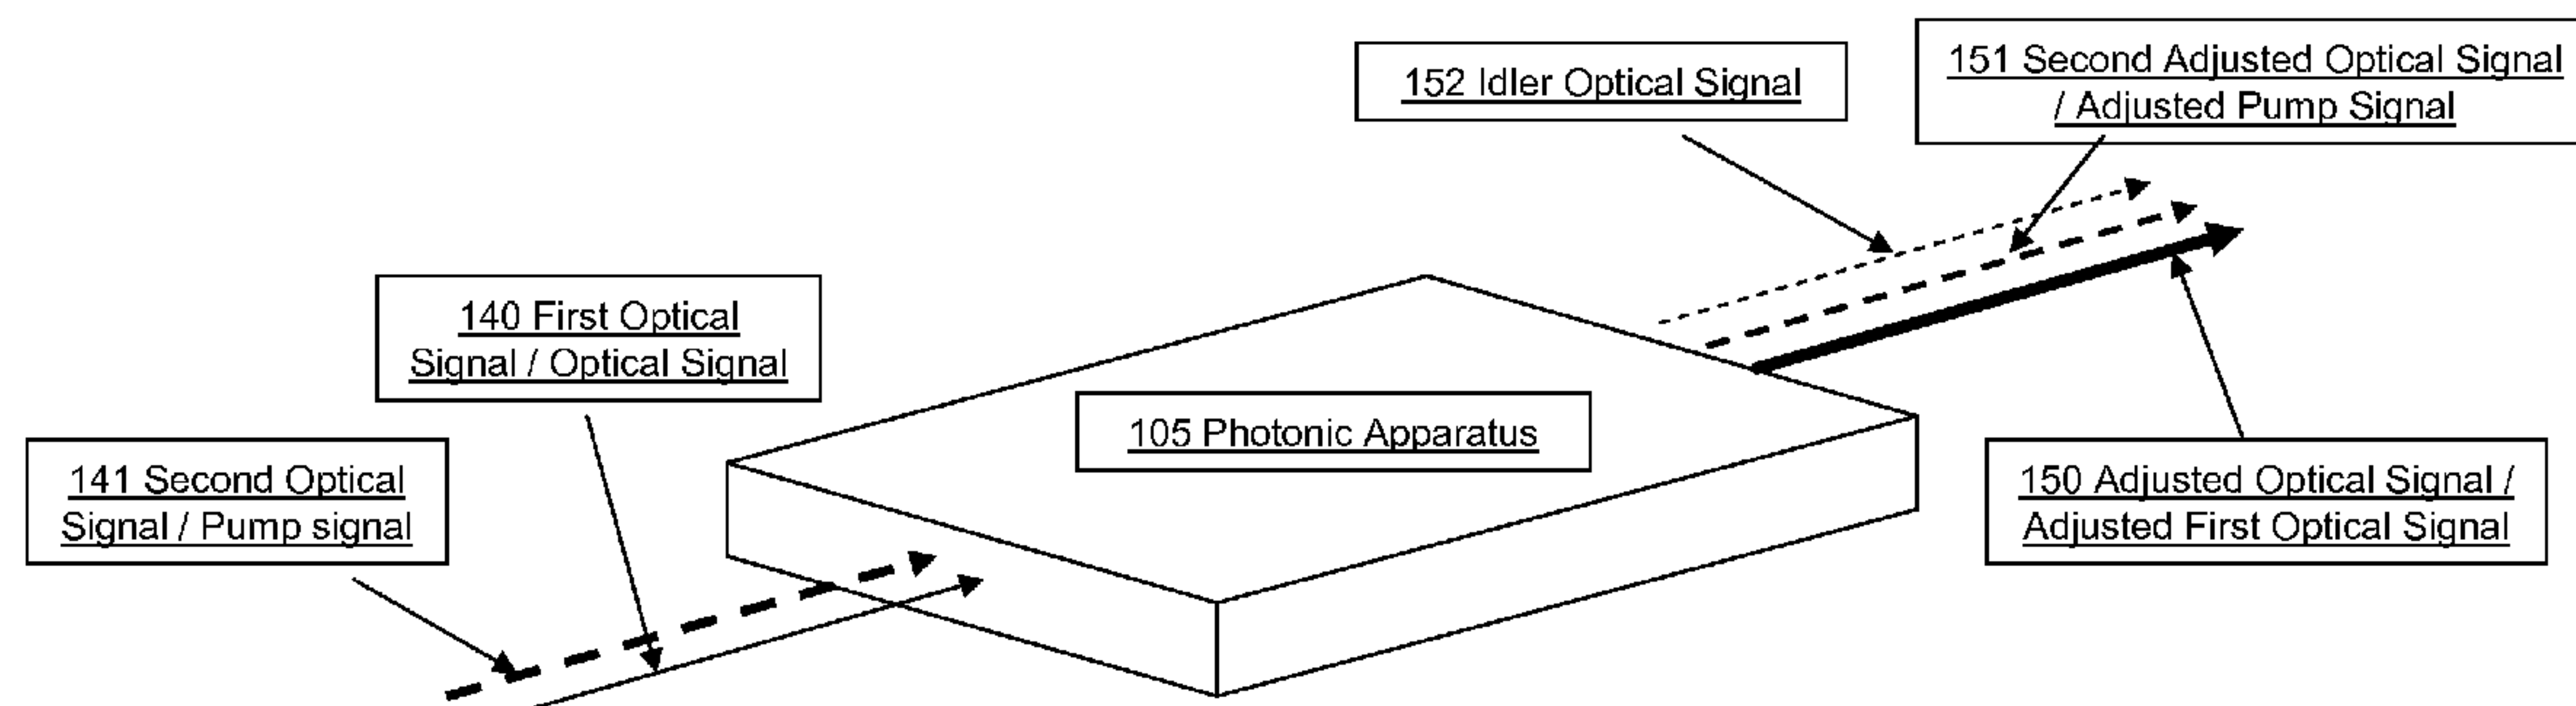 152 Idler Optical Signal
151 Second Adjusted Optical Signal
/ Adjusted Pump Signal
140 First Optical
Signal / Optical Signal
105 Photonic Apparatus
141 Second Optical
Signal / Pump signal
150 Adjusted Optical Signal /
Adjusted First Optical Signal